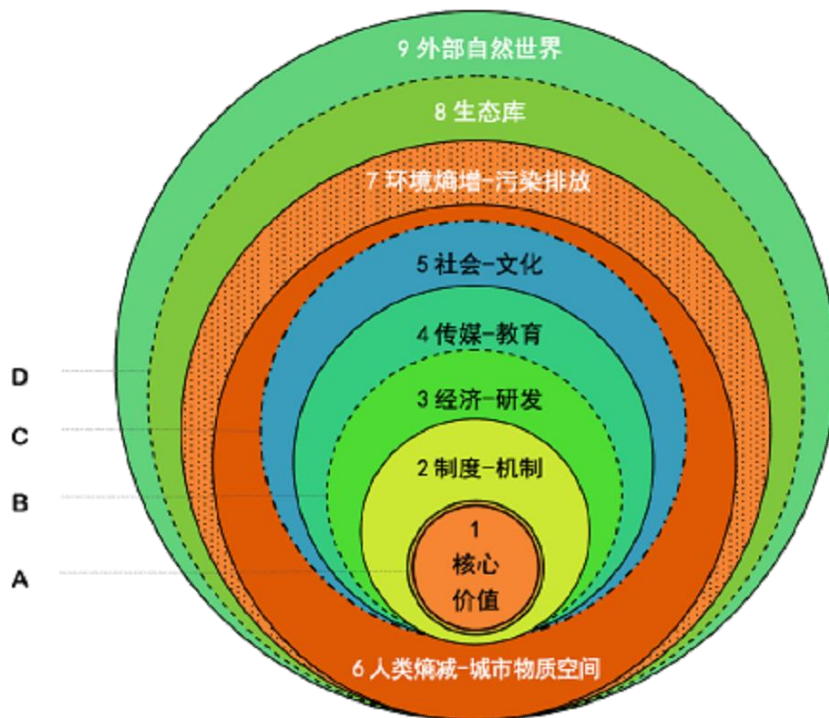 9 外部自然世界
8 生态库
7 环境熵增-污染排放
5 社会-文化
4 传媒-教育
3 经济-研发
2 制度-机制
1
核心
价值
6 人类熵减-城市物质空间
D
C
B
A